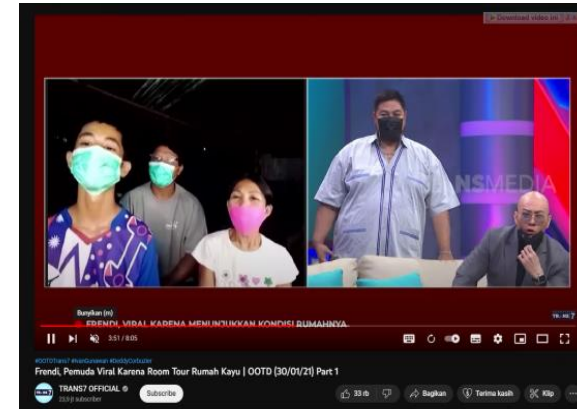 Download video ini
TRANSMEDIA
FRENDI, VIRAL KARENA MENUNJUKKAN KONDISI RUMAHNYA
Bunyikan (m)
3:51 / 8:05
#OOTDTrans7 #IvanGunawan #DeddyCorbuzier
Frendi, Pemuda Viral Karena Room Tour Rumah Kayu | OOTD (30/01/21) Part 1
TRANS7 OFFICIAL
Subscribe
33 rb
Bagikan
Terima kasih
Klip